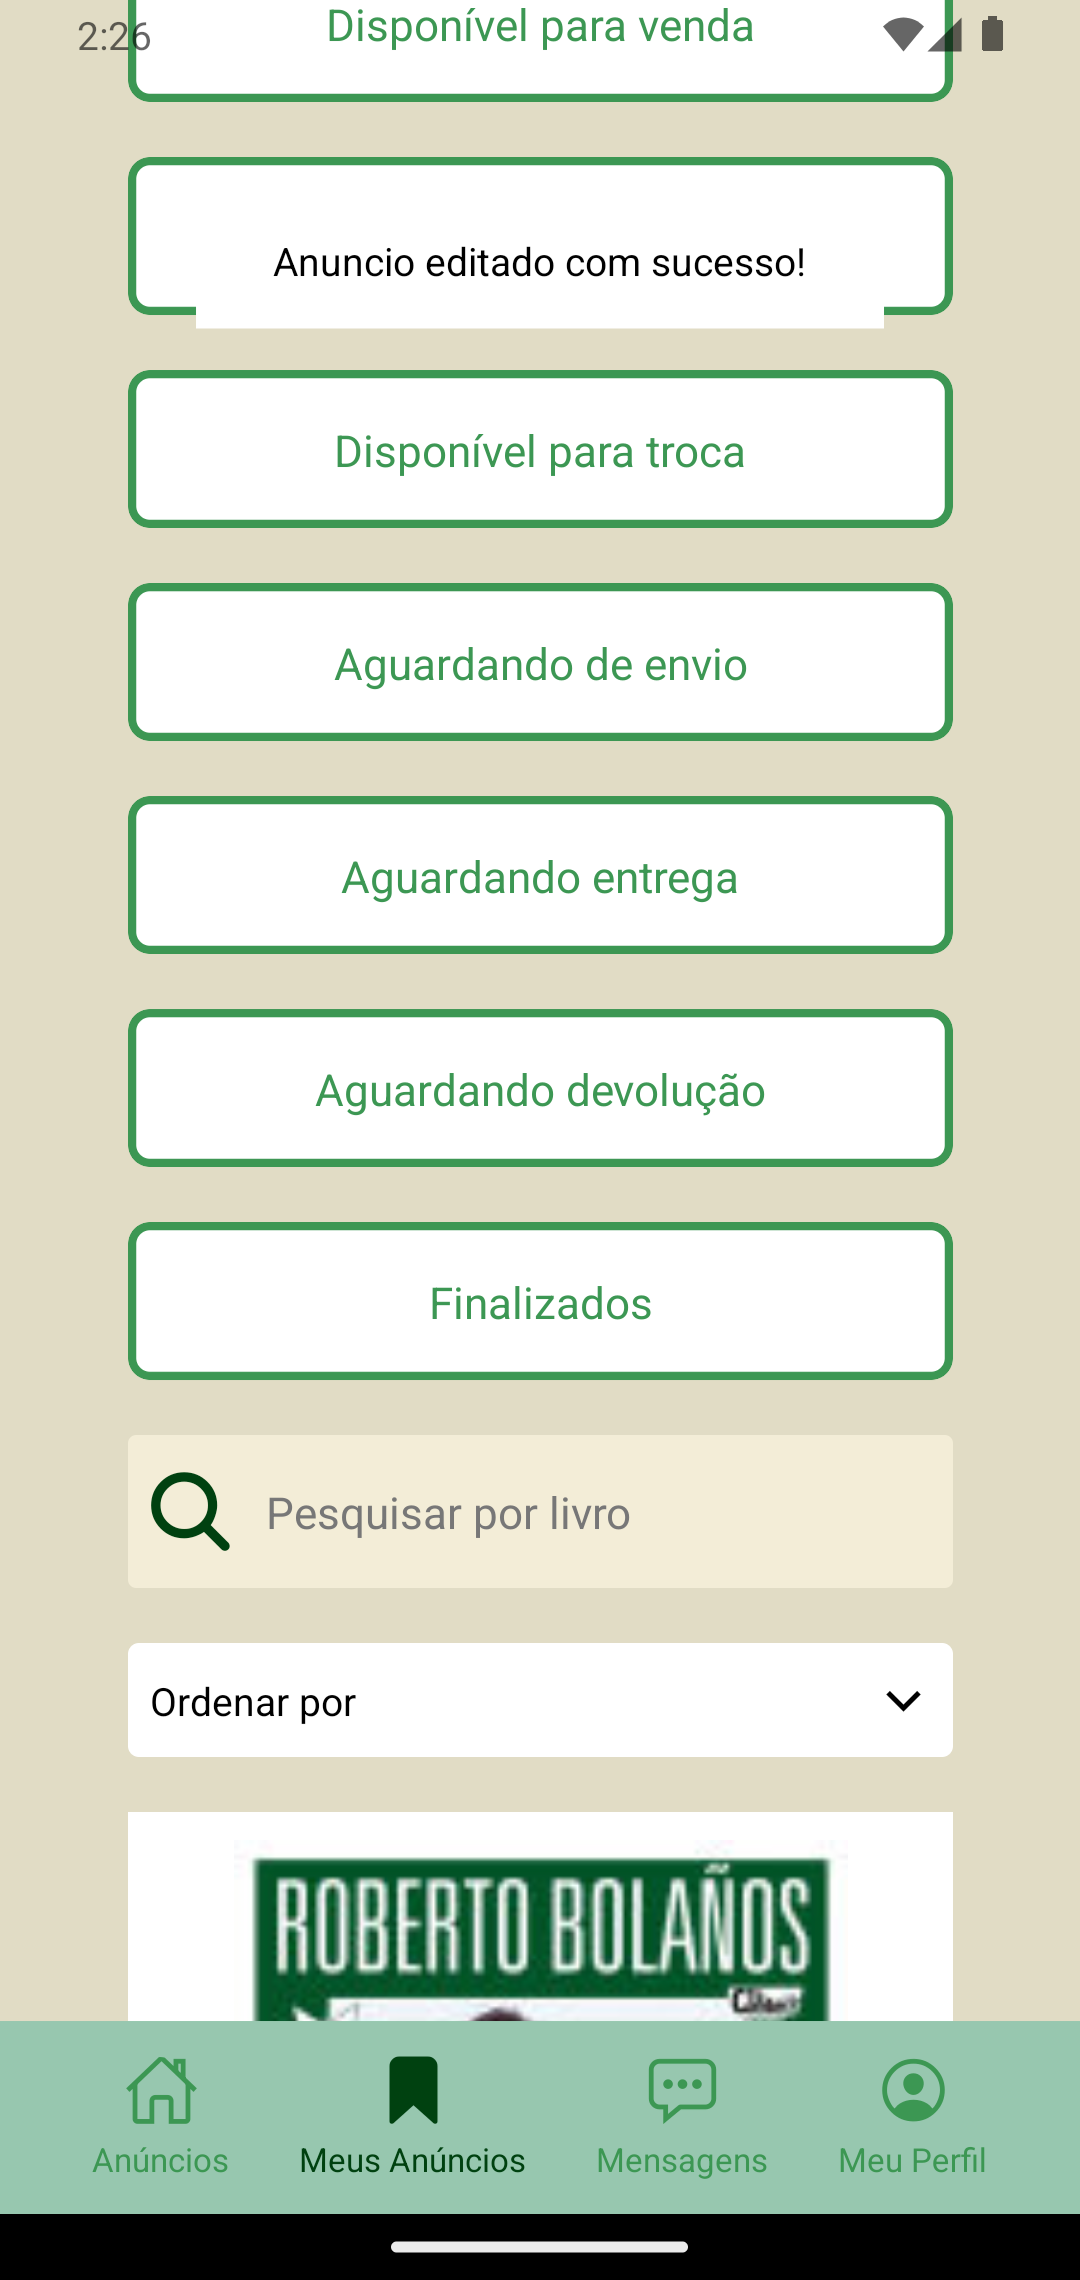 Disponível para venda
2:26
Anuncio editado com sucesso!
Disponível para troca
Aguardando de envio
Aguardando entrega
Aguardando devolução
Finalizados
Pesquisar por livro
Ordenar por
ROBERTO BOLAÑOS
Anúncios
Meus Anúncios
Mensagens
Meu Perfil